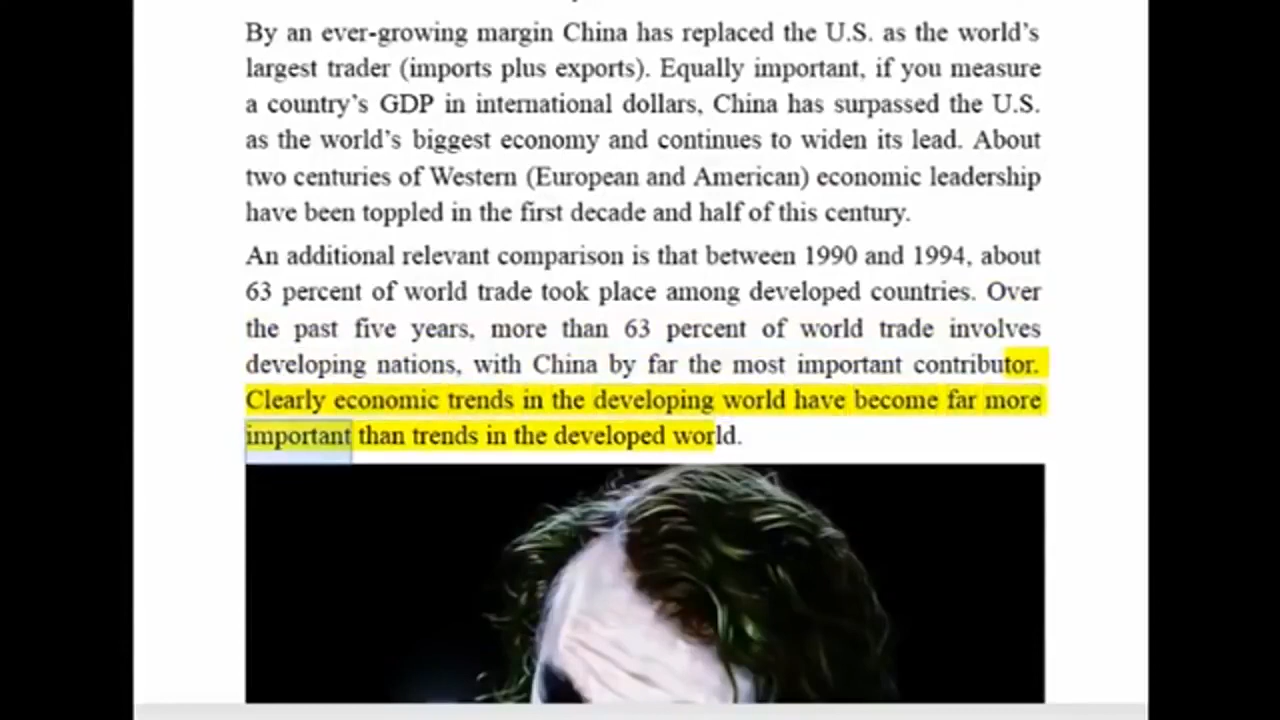 By an ever-growing margin China has replaced the U.S. as the world's
largest trader (imports plus exports). Equally important, if you measure
a country's GDP in international dollars, China has surpassed the U.S.
as the world's biggest economy and continues to widen its lead. About
two centuries of Western (European and American) economic leadership
have been toppled in the first decade and half of this century.
An additional relevant comparison is that between 1990 and 1994, about
63 percent of world trade took place among developed countries. Over
the past five years, more than 63 percent of world trade involves
developing nations, with China by far the most important contributor.
Clearly economic trends in the developing world have become far more
important than trends in the developed world.